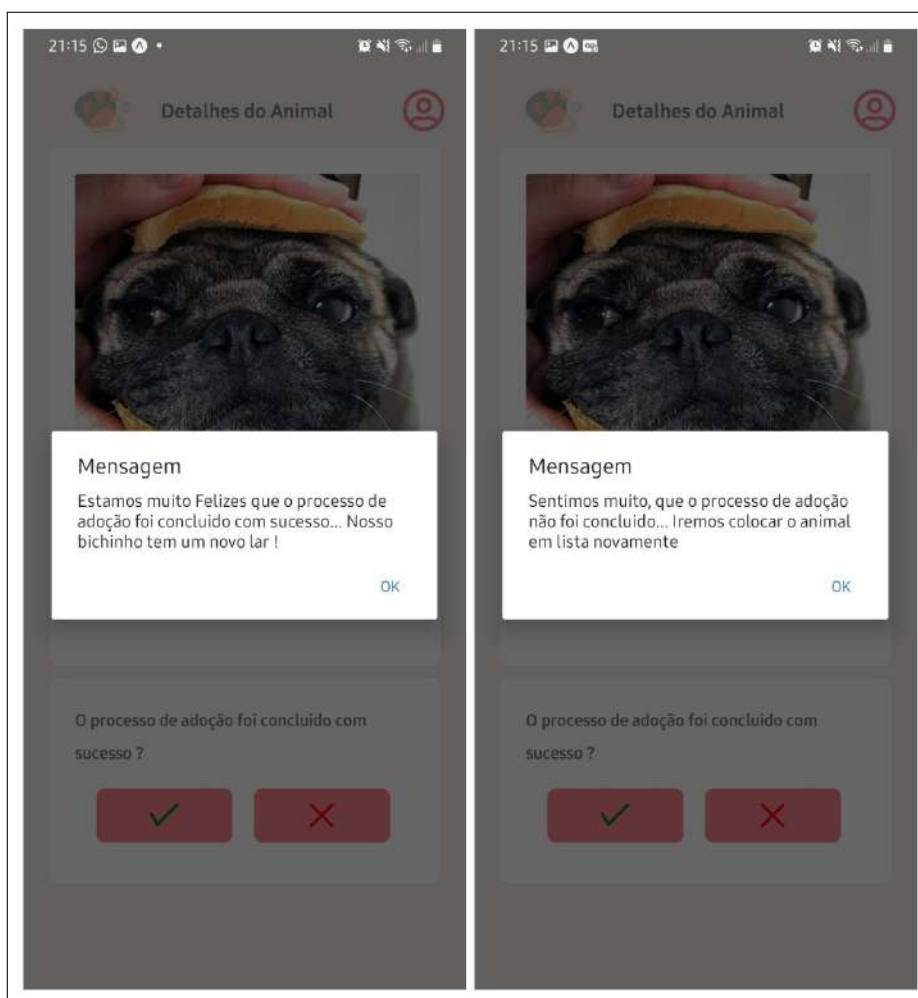 21:15
Detalhes do Animal
Mensagem
Estamos muito Felizes que o processo de
adoção foi concluido com sucesso... Nosso
bichinho tem um novo lar !
OK
O processo de adoção foi concluido com
sucesso ?
21:15
Detalhes do Animal
Mensagem
Sentimos muito, que o processo de adoção
não foi concluido... Iremos colocar o animal
em lista novamente
OK
O processo de adoção foi concluido com
sucesso ?